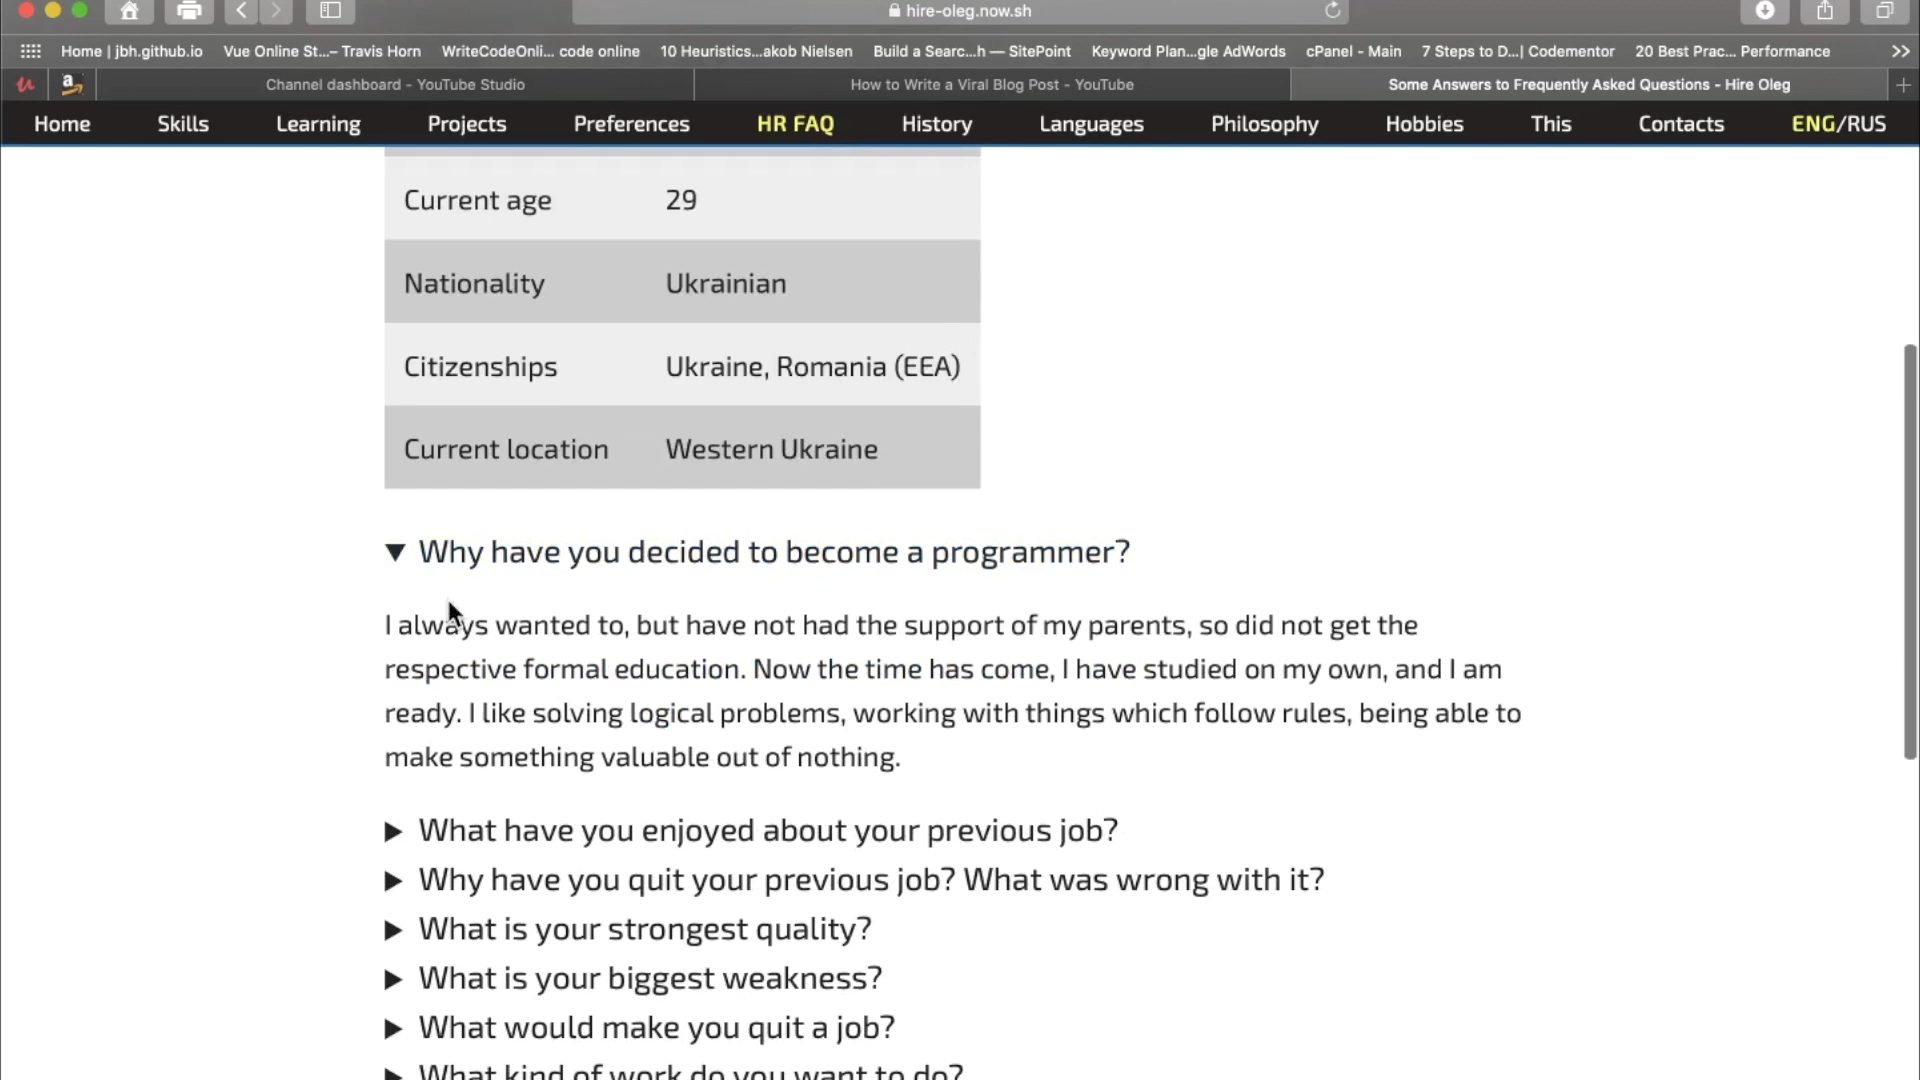 hire-oleg.now.sh
Home | jbh.github.io Vue Online St...– Travis Horn WriteCodeOnli... code online 10 Heuristics...akob Nielsen Build a Searc...h — SitePoint Keyword Plan...gle AdWords cPanel - Main 7 Steps to D...| Codementor 20 Best Prac... Performance
Channel dashboard - YouTube Studio How to Write a Viral Blog Post - YouTube Some Answers to Frequently Asked Questions - Hire Oleg
Home Skills Learning Projects Preferences HR FAQ History Languages Philosophy Hobbies This Contacts ENG/RUS
Current age 29
Nationality Ukrainian
Citizenships Ukraine, Romania (EEA)
Current location Western Ukraine
Why have you decided to become a programmer?
I always wanted to, but have not had the support of my parents, so did not get the
respective formal education. Now the time has come, I have studied on my own, and I am
ready. I like solving logical problems, working with things which follow rules, being able to
make something valuable out of nothing.
What have you enjoyed about your previous job?
Why have you quit your previous job? What was wrong with it?
What is your strongest quality?
What is your biggest weakness?
What would make you quit a job?
What kind of work do you want to do?